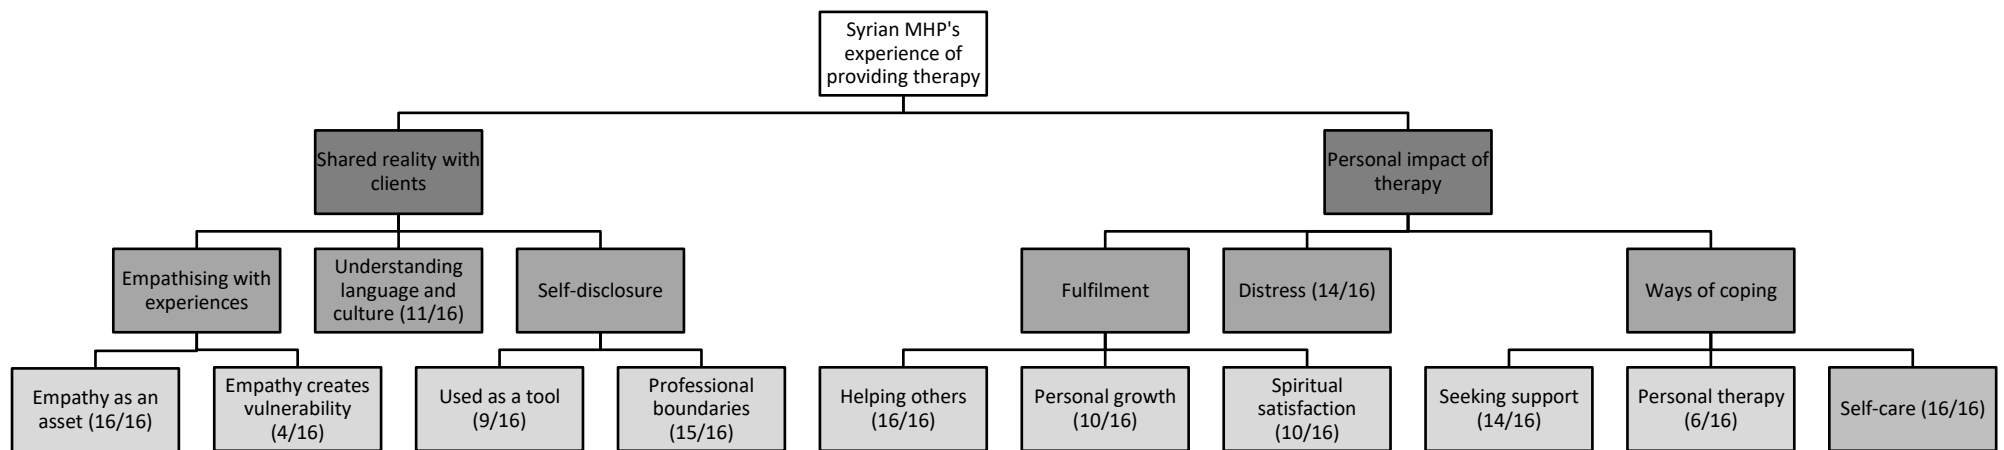 Syrian MHP's
experience of
providing therapy
Shared reality with
clients
Personal impact of
therapy
Empathising with
experiences
Understanding
language and
culture (11/16)
Self-disclosure
Fulfilment
Distress (14/16)
Ways of coping
Empathy as an
asset (16/16)
Empathy creates
vulnerability
(4/16)
Used as a tool
(9/16)
Professional
boundaries
(15/16)
Helping others
(16/16)
Personal growth
(10/16)
Spiritual
satisfaction
(10/16)
Seeking support
(14/16)
Personal therapy
(6/16)
Self-care (16/16)